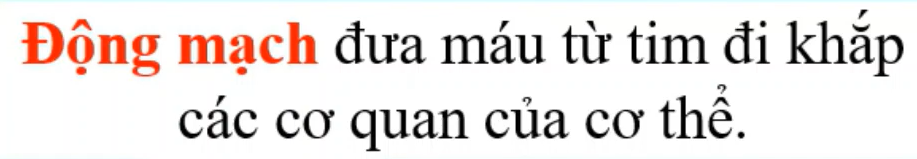 Động mạch đưa máu từ tim đi khắp
các cơ quan của cơ thể.